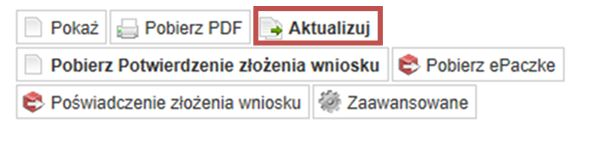 Pokaż Pobierz PDF Aktualizuj
Pobierz Potwierdzenie złożenia wniosku Pobierz ePaczke
Poświadczenie złożenia wniosku Zaawansowane